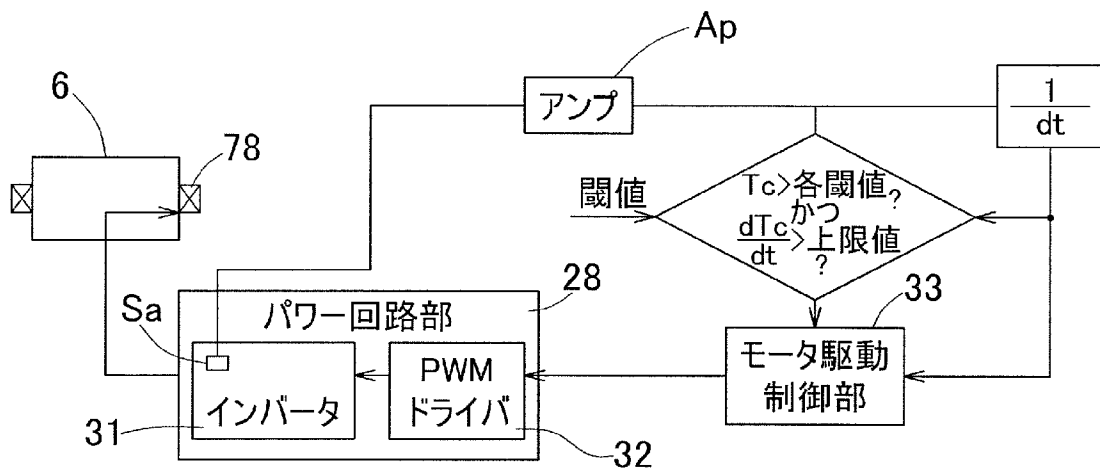 Ap
アンプ
1
dt
6
78
閾値
Tc>各閾値?
かつ
dTc
dt
>上限値
?
28
33
Sa
パワー回路部
モータ駆動
制御部
PWM
ドライバ
インバータ
31
32